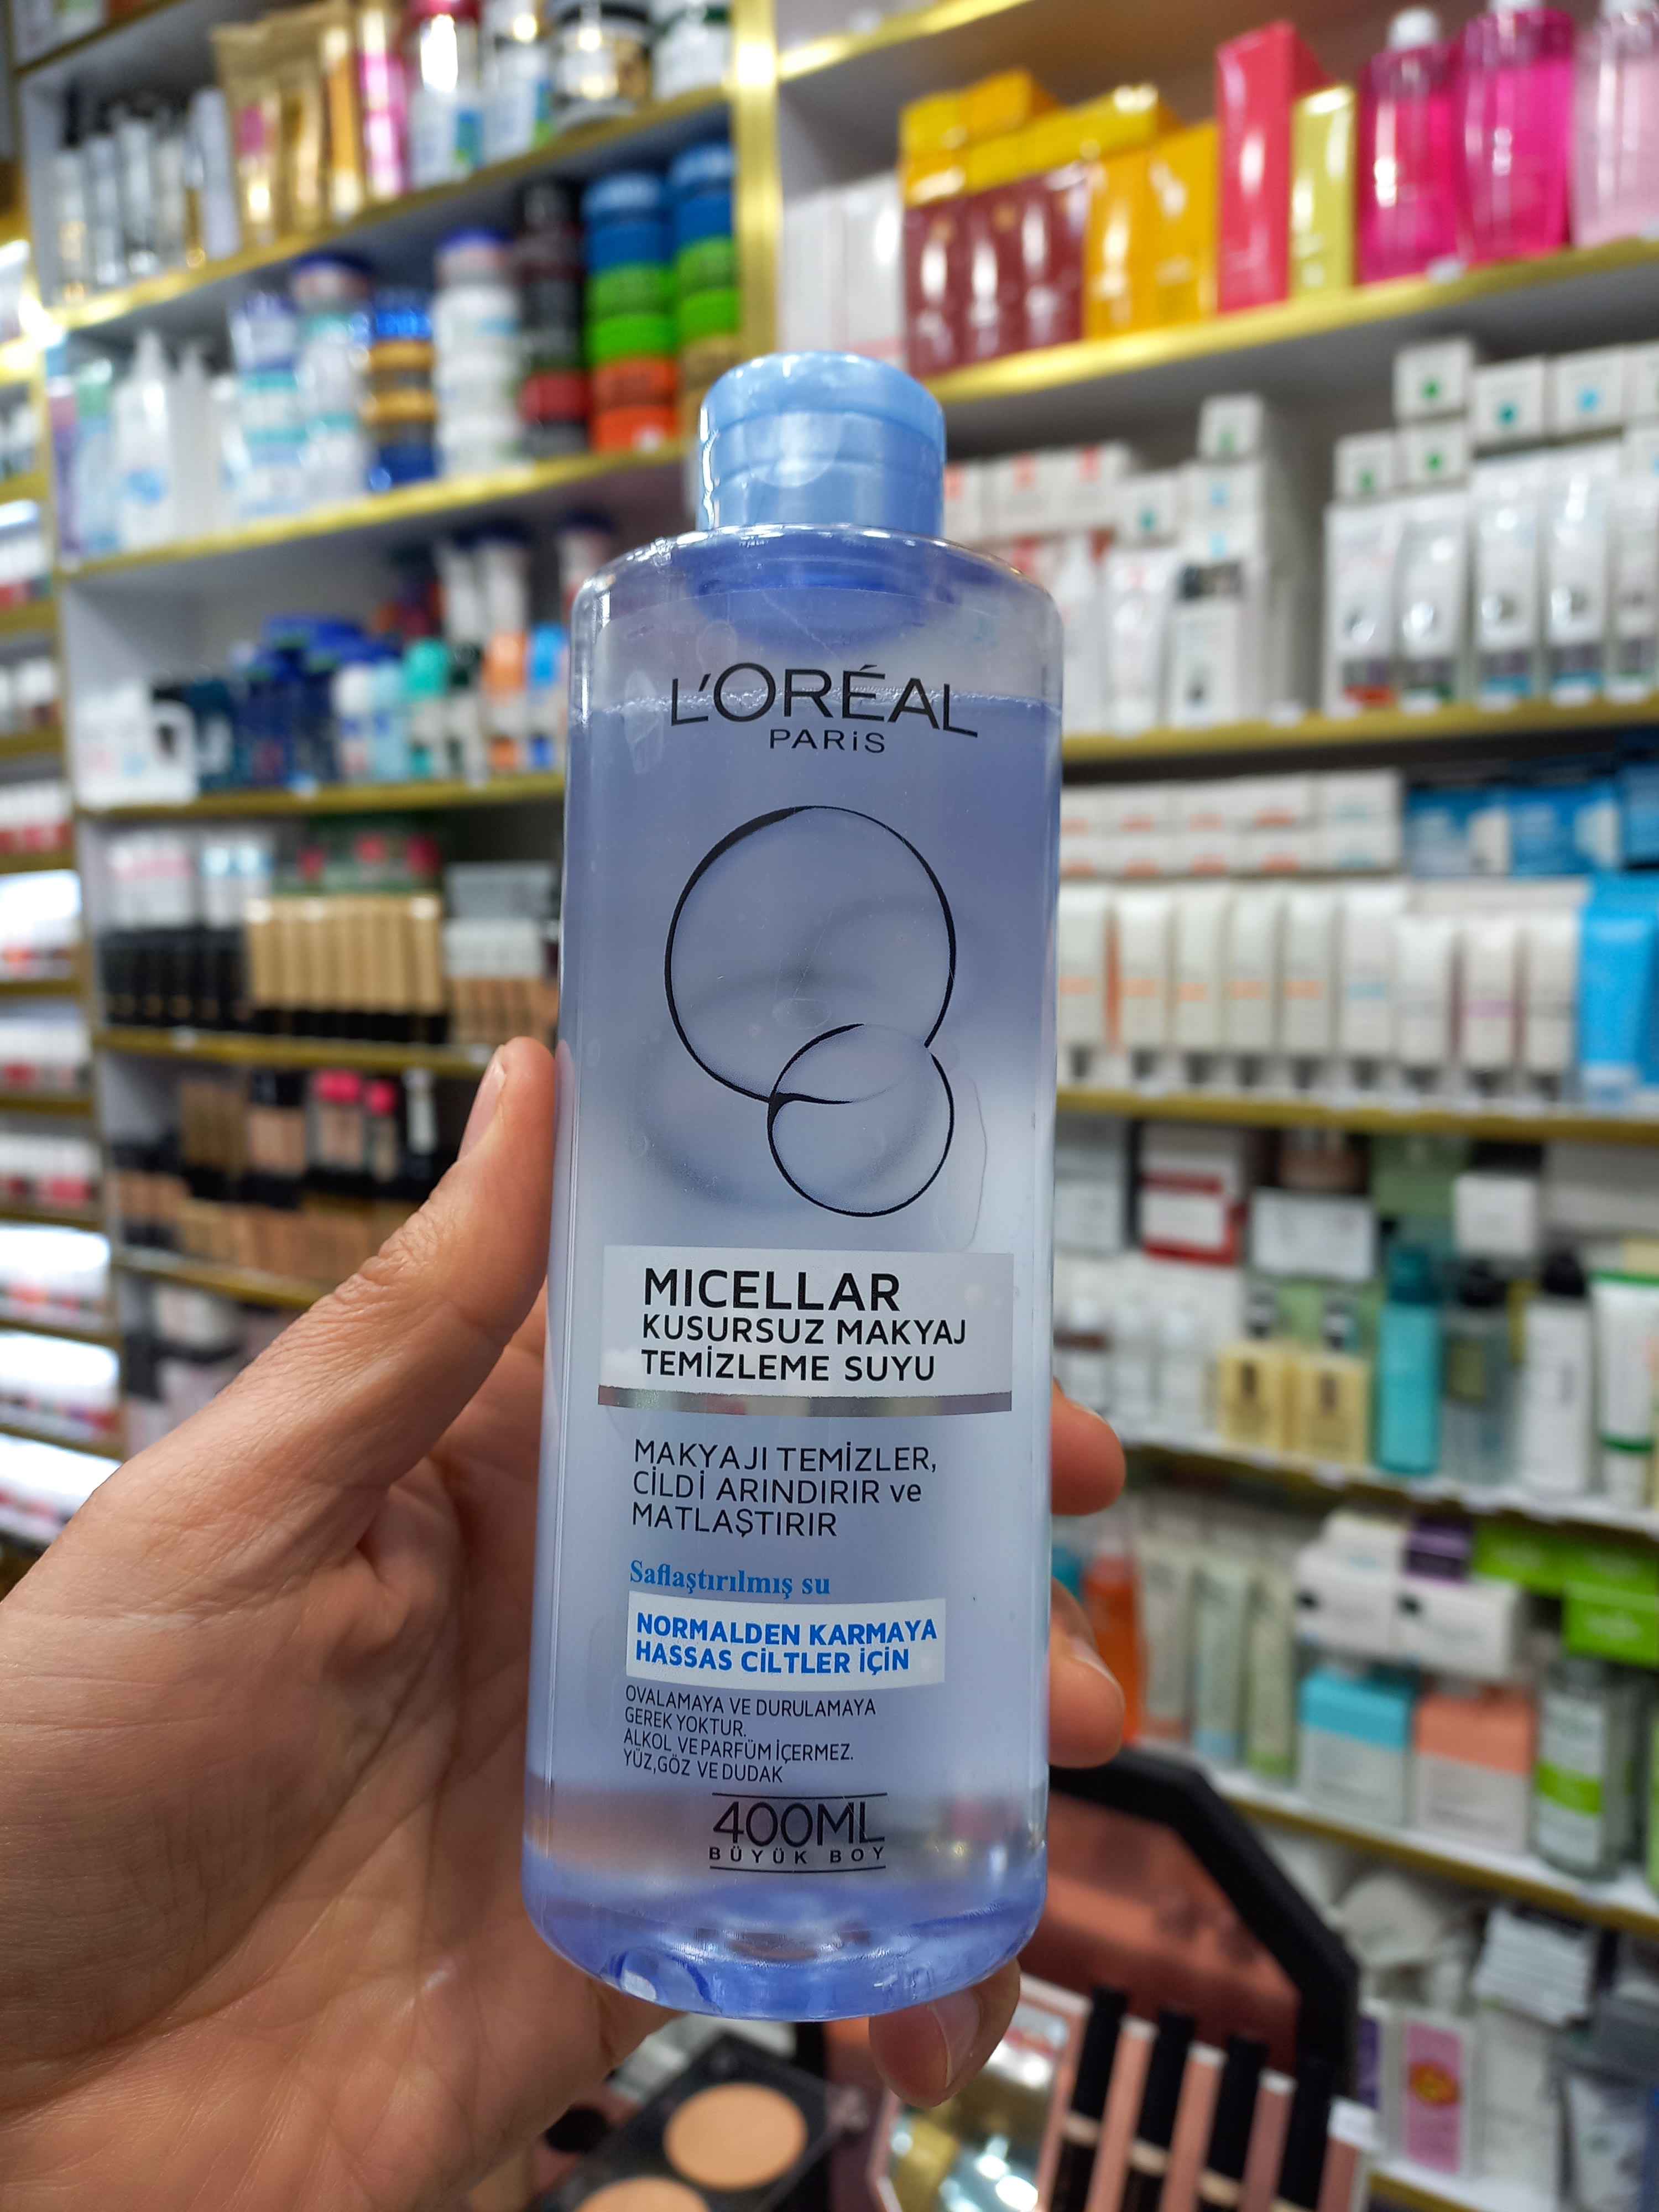 L'ORÉAL
PARiS
MICELLAR
KUSURSUZ MAKYAJ
TEMİZLEME SUYU
MAKYAJI TEMİZLER,
CİLDİ ARINDIRIR ve
MATLAŞTIRIR
Saflaştırılmış su
NORMALDEN KARMAYA
HASSAS CİLTLER İÇİN
OVALAMAYA VE DURULAMAYA
GEREK YOKTUR.
ALKOL VE PARFÜM İÇERMEZ.
YÜZ,GÖZ VE DUDAK
400ML
BÜYÜK BOY